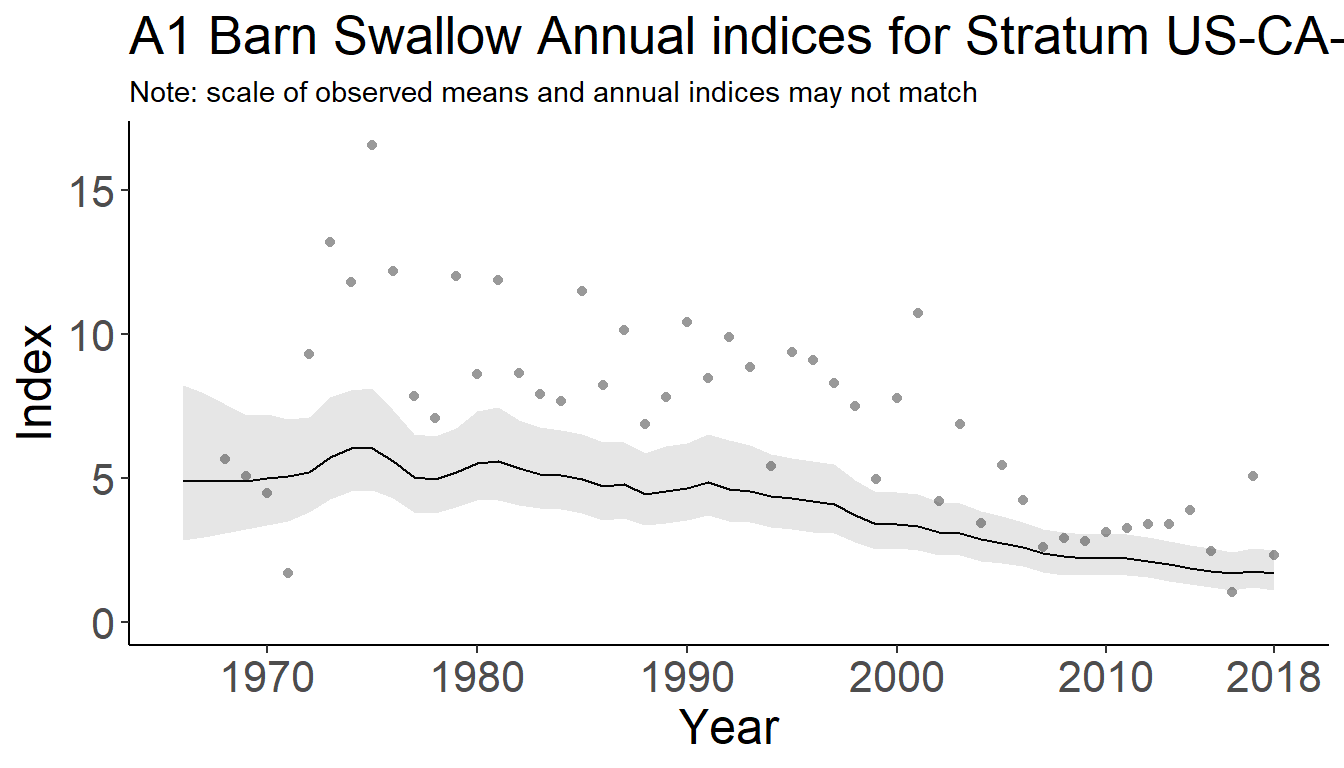 A1 Barn Swallow Annual indices for Stratum US-CA-
Note: scale of observed means and annual indices may not match
Index
15
10
5
0
1970 1980 1990 2000 2010 2018
Year